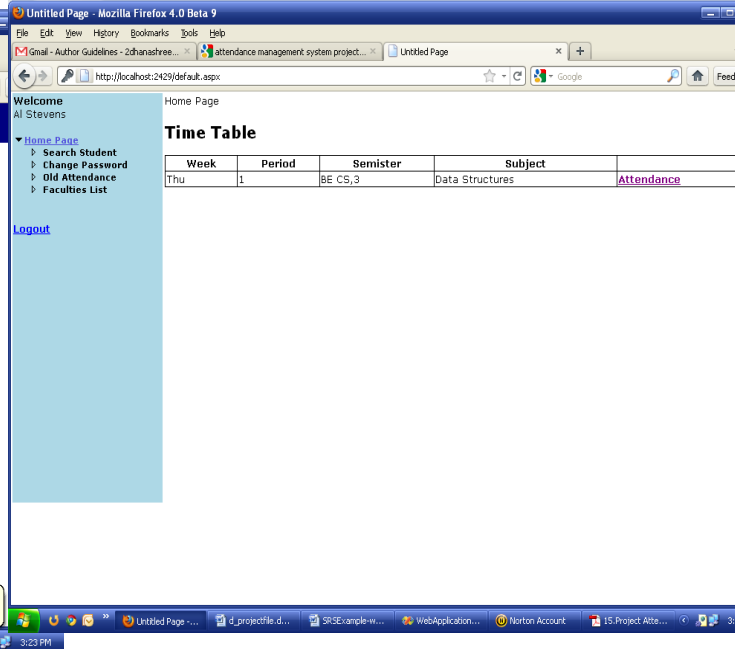 Untitled Page - Mozilla Firefox 4.0 Beta 9
File Edit View History Bookmarks Tools Help
Gmail - Author Guidelines - 2dhanashree... × attendance management system project... × Untitled Page × +
http://localhost:2429/default.aspx Google Feed
Welcome
Al Stevens
Home Page
Search Student
Change Password
Old Attendance
Faculties List
Logout
Home Page
Time Table
Week Period Semister Subject
Thu 1 BE CS,3 Data Structures Attendance
Untitled Page -... d_projectfile.d... SRSExample-w... WebApplication... Norton Account 15.Project Atte... 3:
3:23 PM